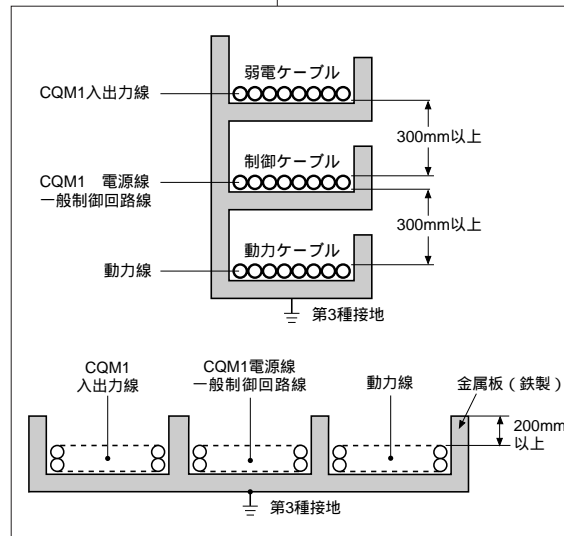 弱電ケーブル
CQM1入出力線
300mm以上
制御ケーブル
CQM1　電源線
一般制御回路線
300mm以上
動力ケーブル
動力線
第3種接地
CQM1
入出力線
CQM1電源線
一般制御回路線
動力線
金属板（鉄製）
200mm
以上
第3種接地